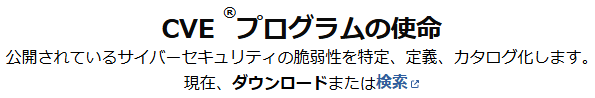 CVE ®プログラムの使命
公開されているサイバーセキュリティの脆弱性を特定、定義、カタログ化します。
現在、ダウンロードまたは検索